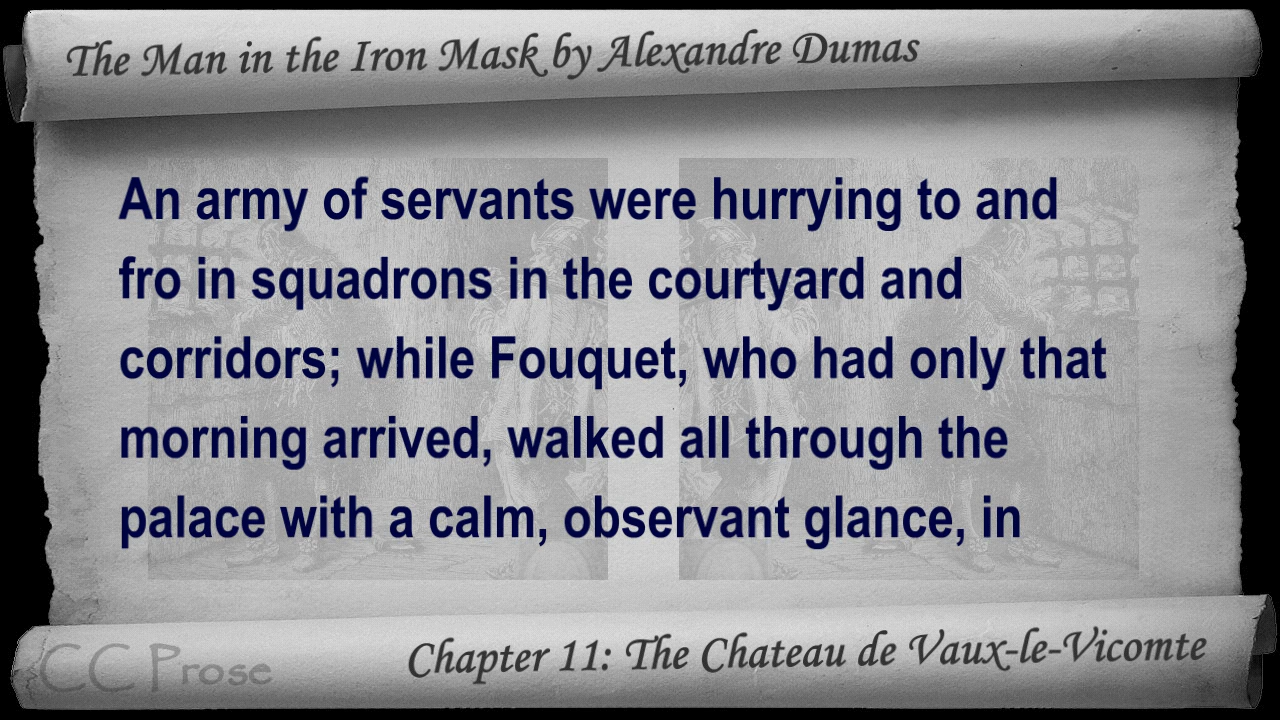 The Man in the Iron Mask by Alexandre Dumas
An army of servants were hurrying to and
fro in squadrons in the courtyard and
corridors; while Fouquet, who had only that
morning arrived, walked all through the
palace with a calm, observant glance, in
CC Prose
Chapter 11: The Chateau de Vaux-le-Vicomte